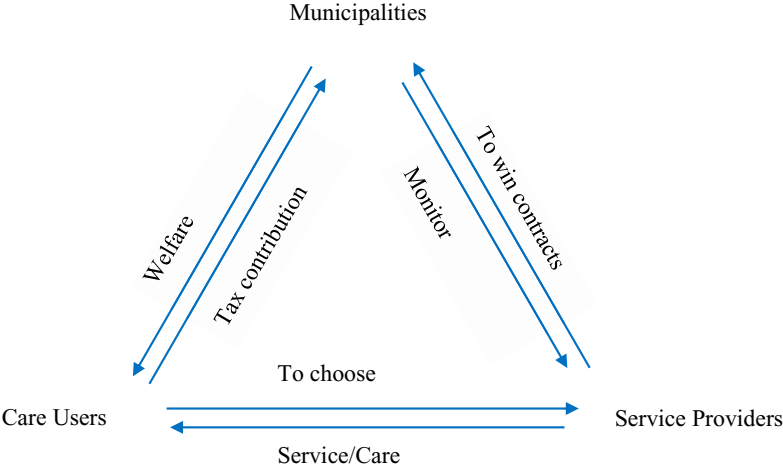 Municipalities
To win contracts
Monitor
Welfare
Tax contribution
To choose
Care Users
Service Providers
Service/Care